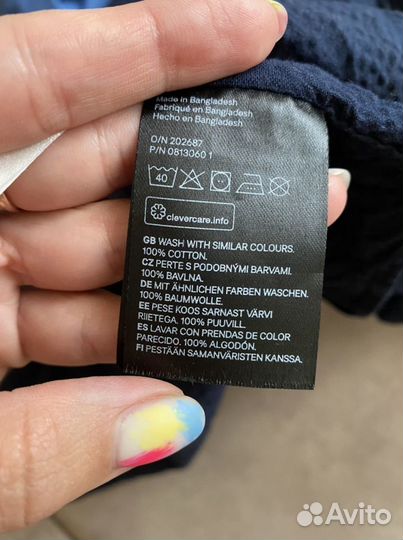 Made in Bangladesh
Fabriqué en Bangladesh
Hecho en Bangladesh
O/N 202687
P/N 0813060 1
40
clevercare.info
GB WASH WITH SIMILAR COLOURS.
100% COTTON.
CZ PERTE S PODOBNÝMI BARVAMI.
100% BAVLNA.
DE MIT ÄHNLICHEN FARBEN WASCHEN.
100% BAUMWOLLE.
EE PESE KOOS SARNAST VÄRVI
RIIETEGA. 100% PUUVILL.
ES LAVAR CON PRENDAS DE COLOR
PARECIDO. 100% ALGODÓN.
FI PESTÄÄN SAMANVÄRISTEN KANSSA.
Avito